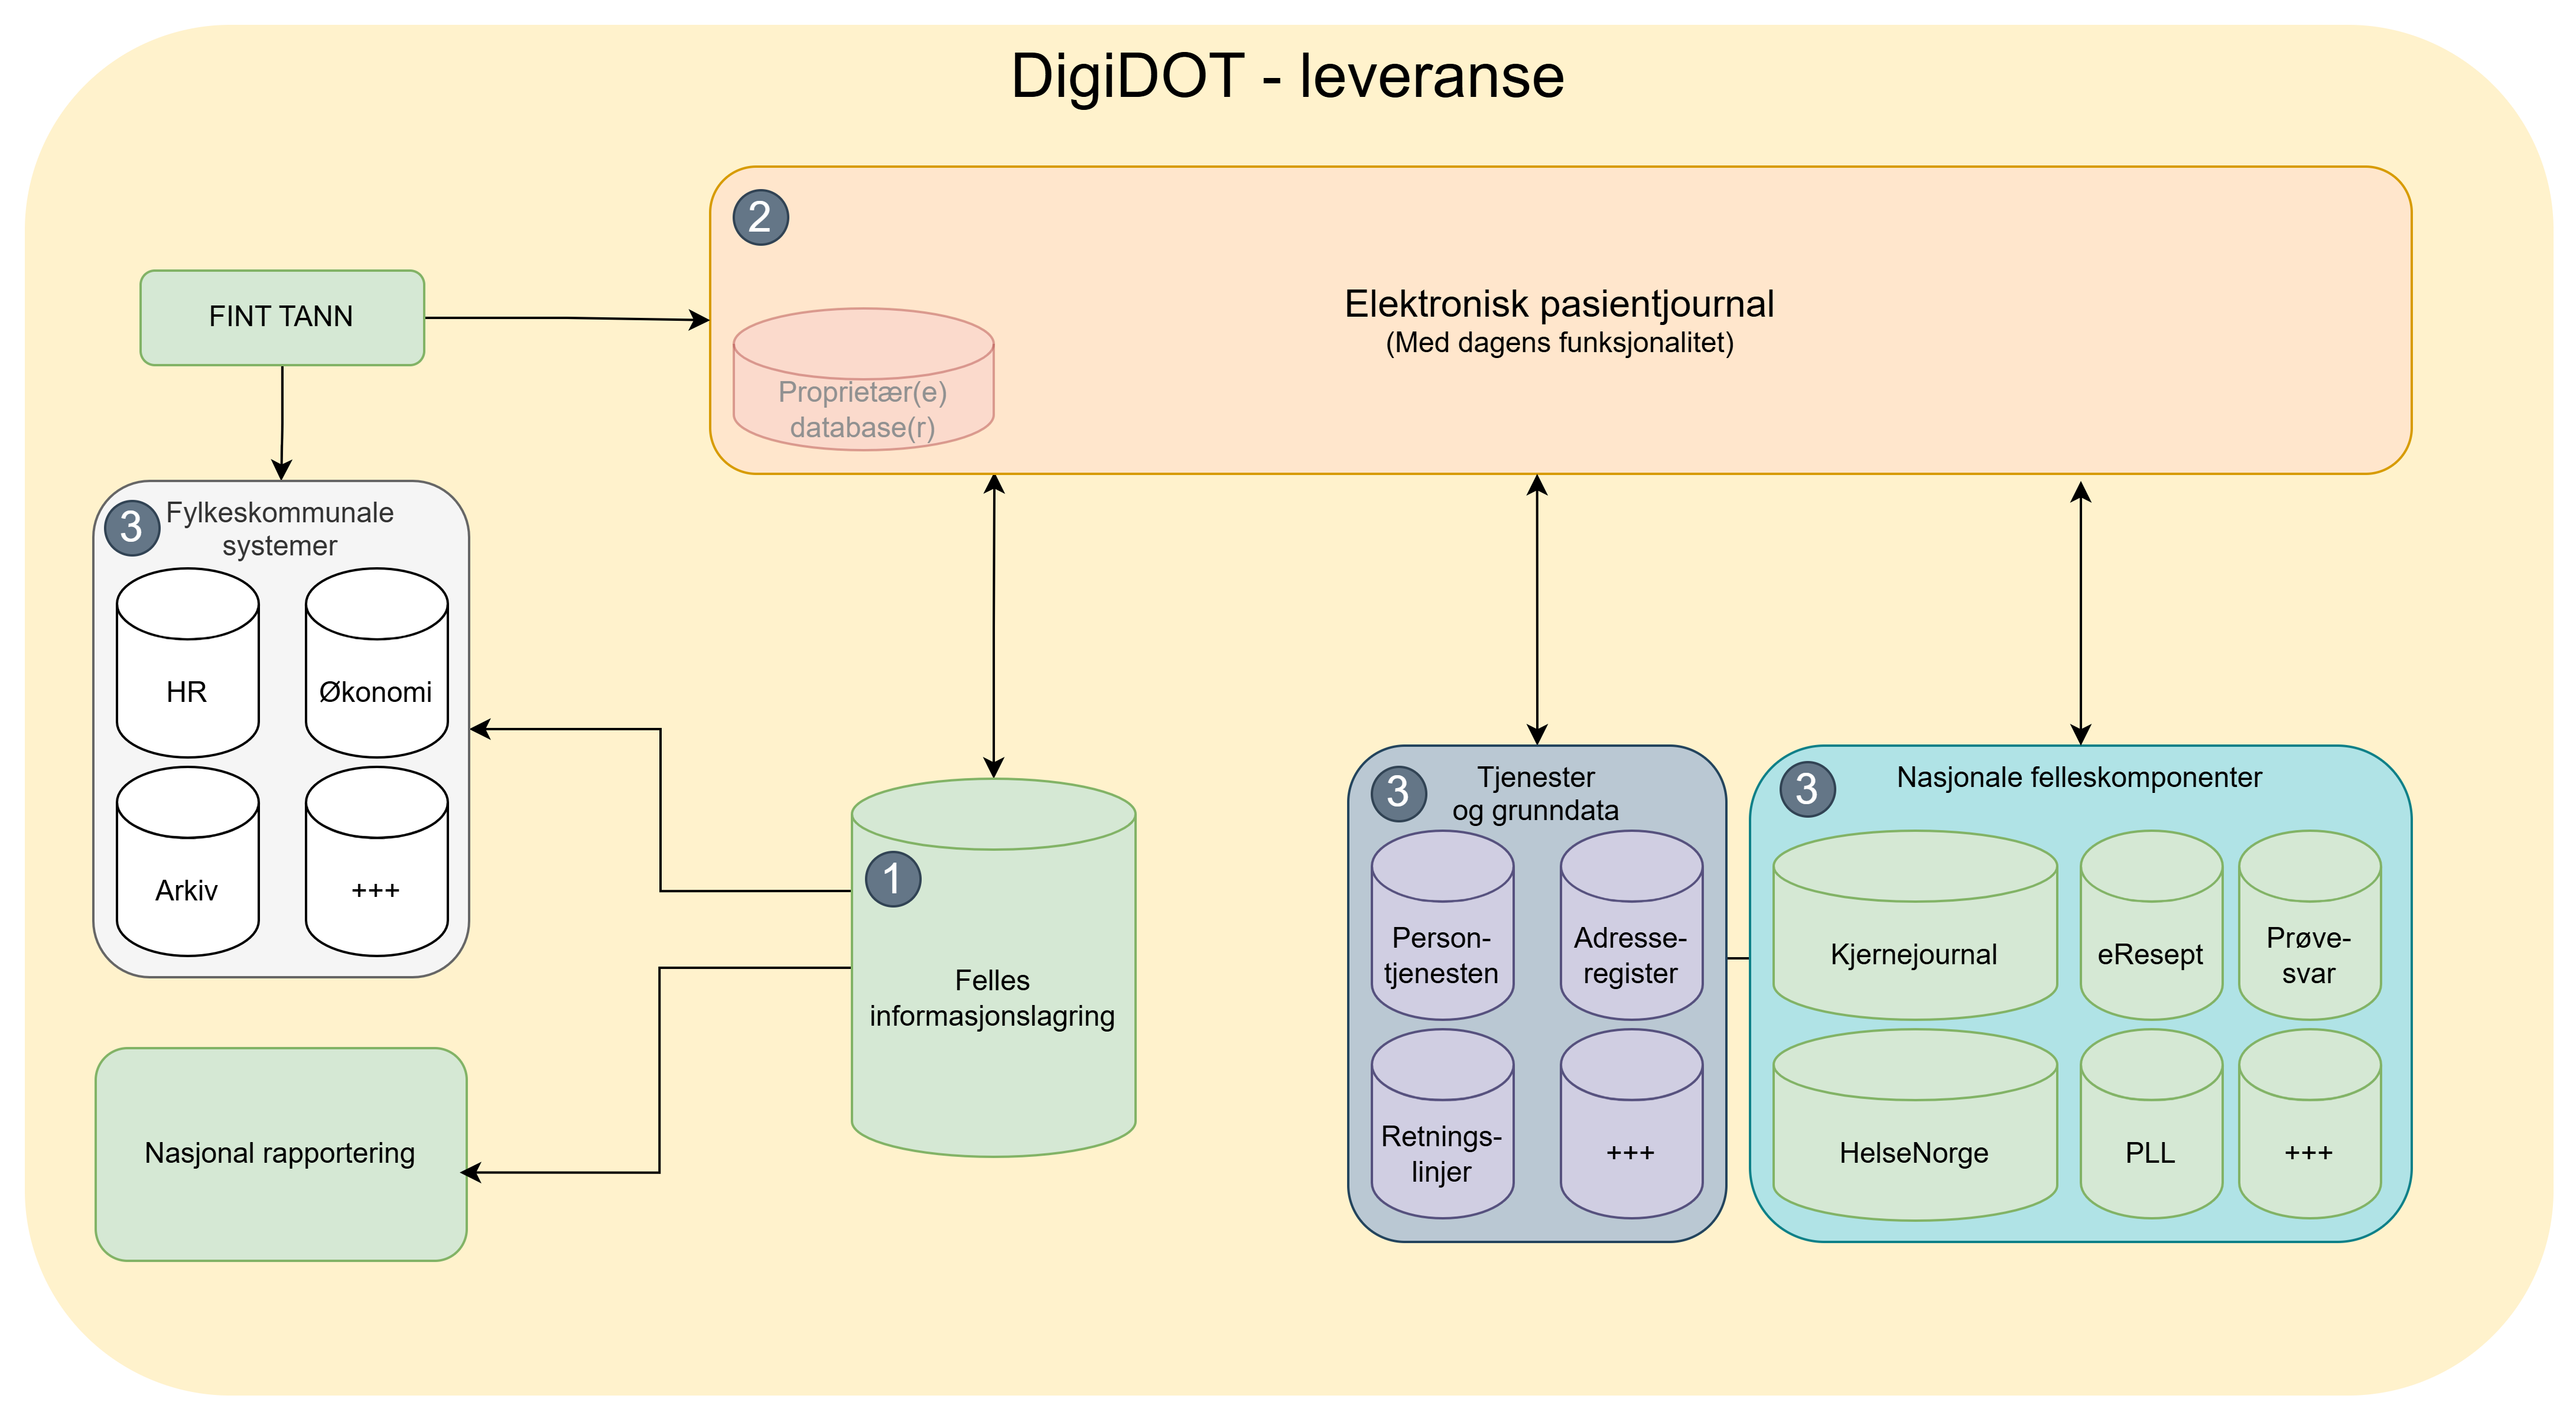 DigiDOT - leveranse
2
Elektronisk pasientjournal
(Med dagens funksjonalitet)
Proprietær(e)
database(r)
FINT TANN
3
Fylkeskommunale
systemer
HR
Økonomi
Arkiv
+++
Nasjonal rapportering
1
Felles
informasjonslagring
3
Tjenester
og grunndata
Person-
tjenesten
Adresse-
register
Retnings-
linjer
+++
3
Nasjonale felleskomponenter
Kjernejournal
eResept
Prøve-
svar
HelseNorge
PLL
+++